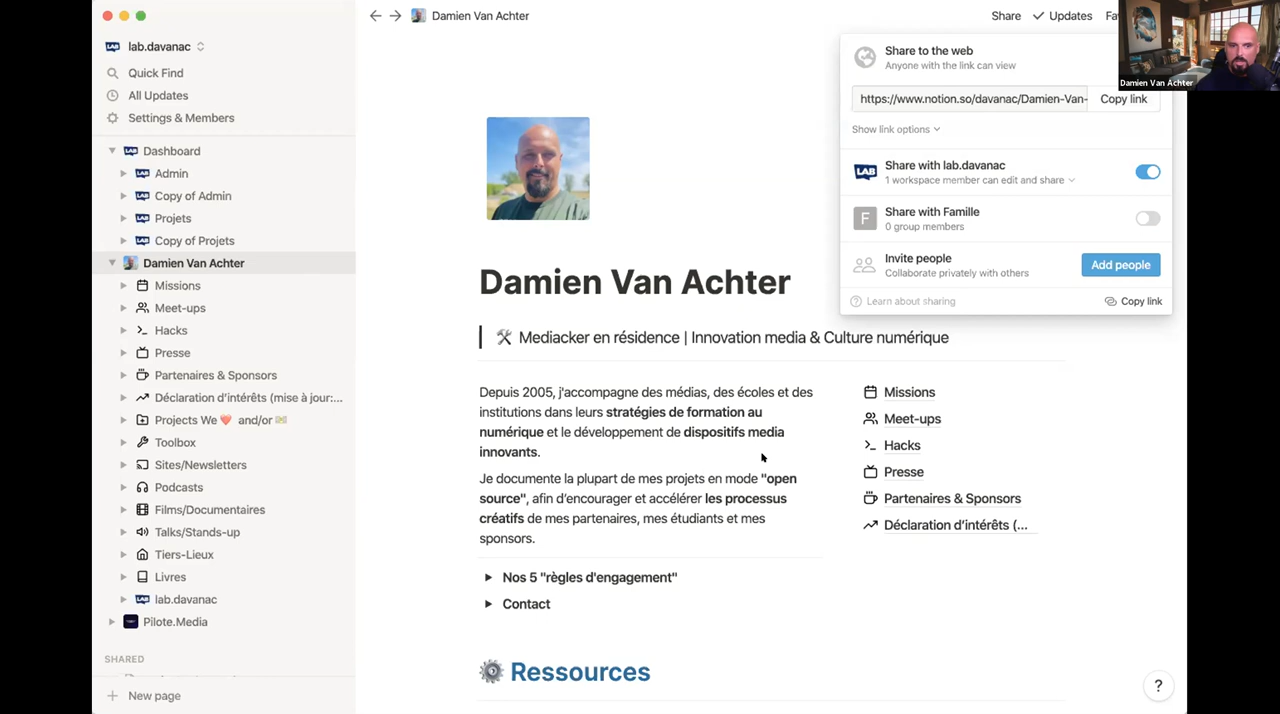 Damien Van Achter
Share
Updates
Damien Van Achter
LAB
lab.davanac
Quick Find
All Updates
Settings & Members
LAB
Dashboard
LAB
Admin
LAB
Copy of Admin
LAB
Projets
LAB
Copy of Projets
Damien Van Achter
Missions
Meet-ups
Hacks
Presse
Partenaires & Sponsors
Déclaration d'intérêts (mise à jour:...
Projects We ❤️ and/or 🎫
Toolbox
Sites/Newsletters
Podcasts
Films/Documentaires
Talks/Stand-up
Tiers-Lieux
Livres
LAB
lab.davanac
Pilote.Media
SHARED
New page
Share to the web
Anyone with the link can view
https://www.notion.so/davanac/Damien-Van-
Copy link
Show link options
LAB
Share with lab.davanac
1 workspace member can edit and share
F
Share with Famille
0 group members
Invite people
Collaborate privately with others
Add people
Learn about sharing
Copy link
Damien Van Achter
🛠 Mediacker en résidence | Innovation media & Culture numérique
Depuis 2005, j'accompagne des médias, des écoles et des
institutions dans leurs stratégies de formation au
numérique et le développement de dispositifs media
innovants.
Je documente la plupart de mes projets en mode "open
source", afin d'encourager et accélérer les processus
créatifs de mes partenaires, mes étudiants et mes
sponsors.
Nos 5 "règles d'engagement"
Contact
Missions
Meet-ups
Hacks
Presse
Partenaires & Sponsors
Déclaration d'intérêts (...
⚙️ Ressources
?